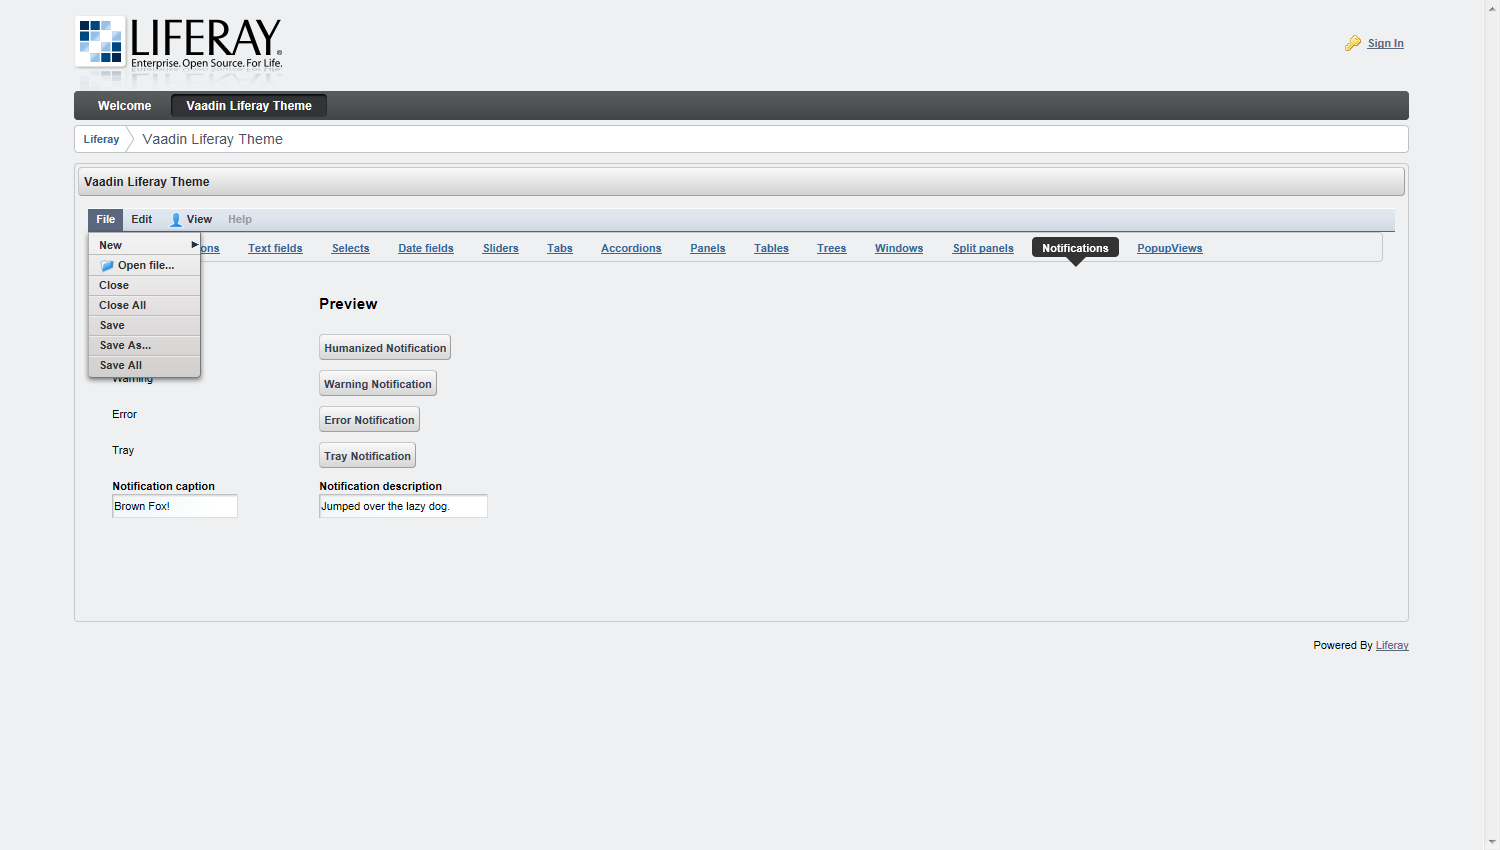 LIFERAY
Enterprise. Open Source. For Life.
Sign In
Welcome
Vaadin Liferay Theme
Liferay
Vaadin Liferay Theme
Vaadin Liferay Theme
File Edit View Help
ons Text fields Selects Date fields Sliders Tabs Accordions Panels Tables Trees Windows Split panels Notifications PopupViews
New
Open file...
Close
Close All
Save
Save As...
Save All
Preview
Humanized Notification
Warning Warning Notification
Error Error Notification
Tray Tray Notification
Notification caption Notification description
Brown Fox! Jumped over the lazy dog.
Powered By Liferay